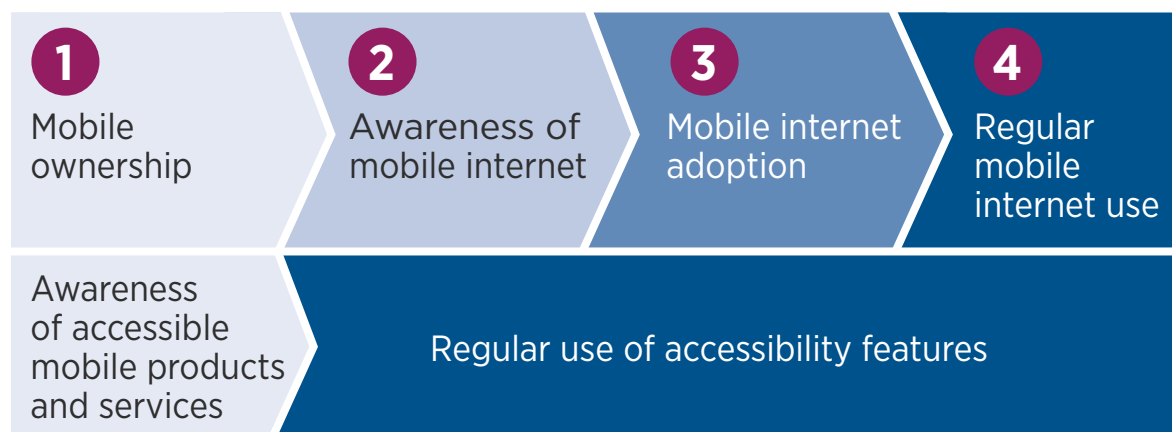 1
Mobile
ownership
2
Awareness of
mobile internet
3
Mobile internet
adoption
4
Regular
mobile
internet use
Awareness
of accessible
mobile products
and services
Regular use of accessibility features